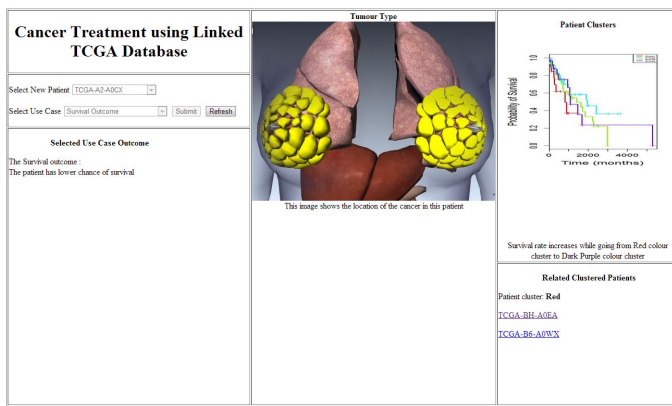 Cancer Treatment using Linked
TCGA Database
Select New Patient TCGA-A2-A0CX
Select Use Case Survival Outcome Submit Refresh
Selected Use Case Outcome
The Survival outcome :
The patient has lower chance of survival
Tumour Type
This image shows the location of the cancer in this patient
Patient Clusters
Probability of Survival
1.0
0.8
0.6
0.4
0.2
0.0
0 2000 4000
Time (months)
Survival rate increases while going from Red colour
cluster to Dark Purple colour cluster
Related Clustered Patients
Patient cluster: Red
TCGA-BH-A0EA
TCGA-B6-A0WX